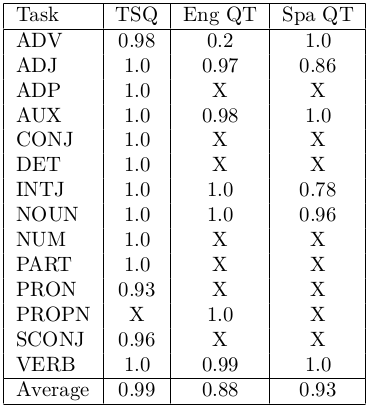 Task TSQ Eng QT Spa QT
ADV 0.98 0.2 1.0
ADJ 1.0 0.97 0.86
ADP 1.0 X X
AUX 1.0 0.98 1.0
CONJ 1.0 X X
DET 1.0 X X
INTJ 1.0 1.0 0.78
NOUN 1.0 1.0 0.96
NUM 1.0 X X
PART 1.0 X X
PRON 0.93 X X
PROPN X 1.0 X
SCONJ 0.96 X X
VERB 1.0 0.99 1.0
Average 0.99 0.88 0.93